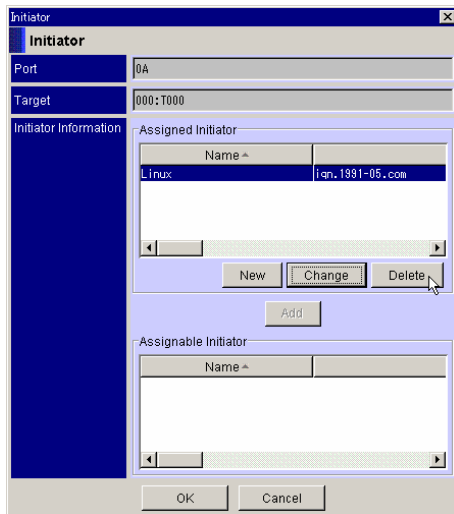 Initiator
Initiator
Port 0A
Target 000:T000
Initiator Information
Assigned Initiator
Name
Linux iqn.1991-05.com
New Change Delete
Add
Assignable Initiator
Name
OK Cancel